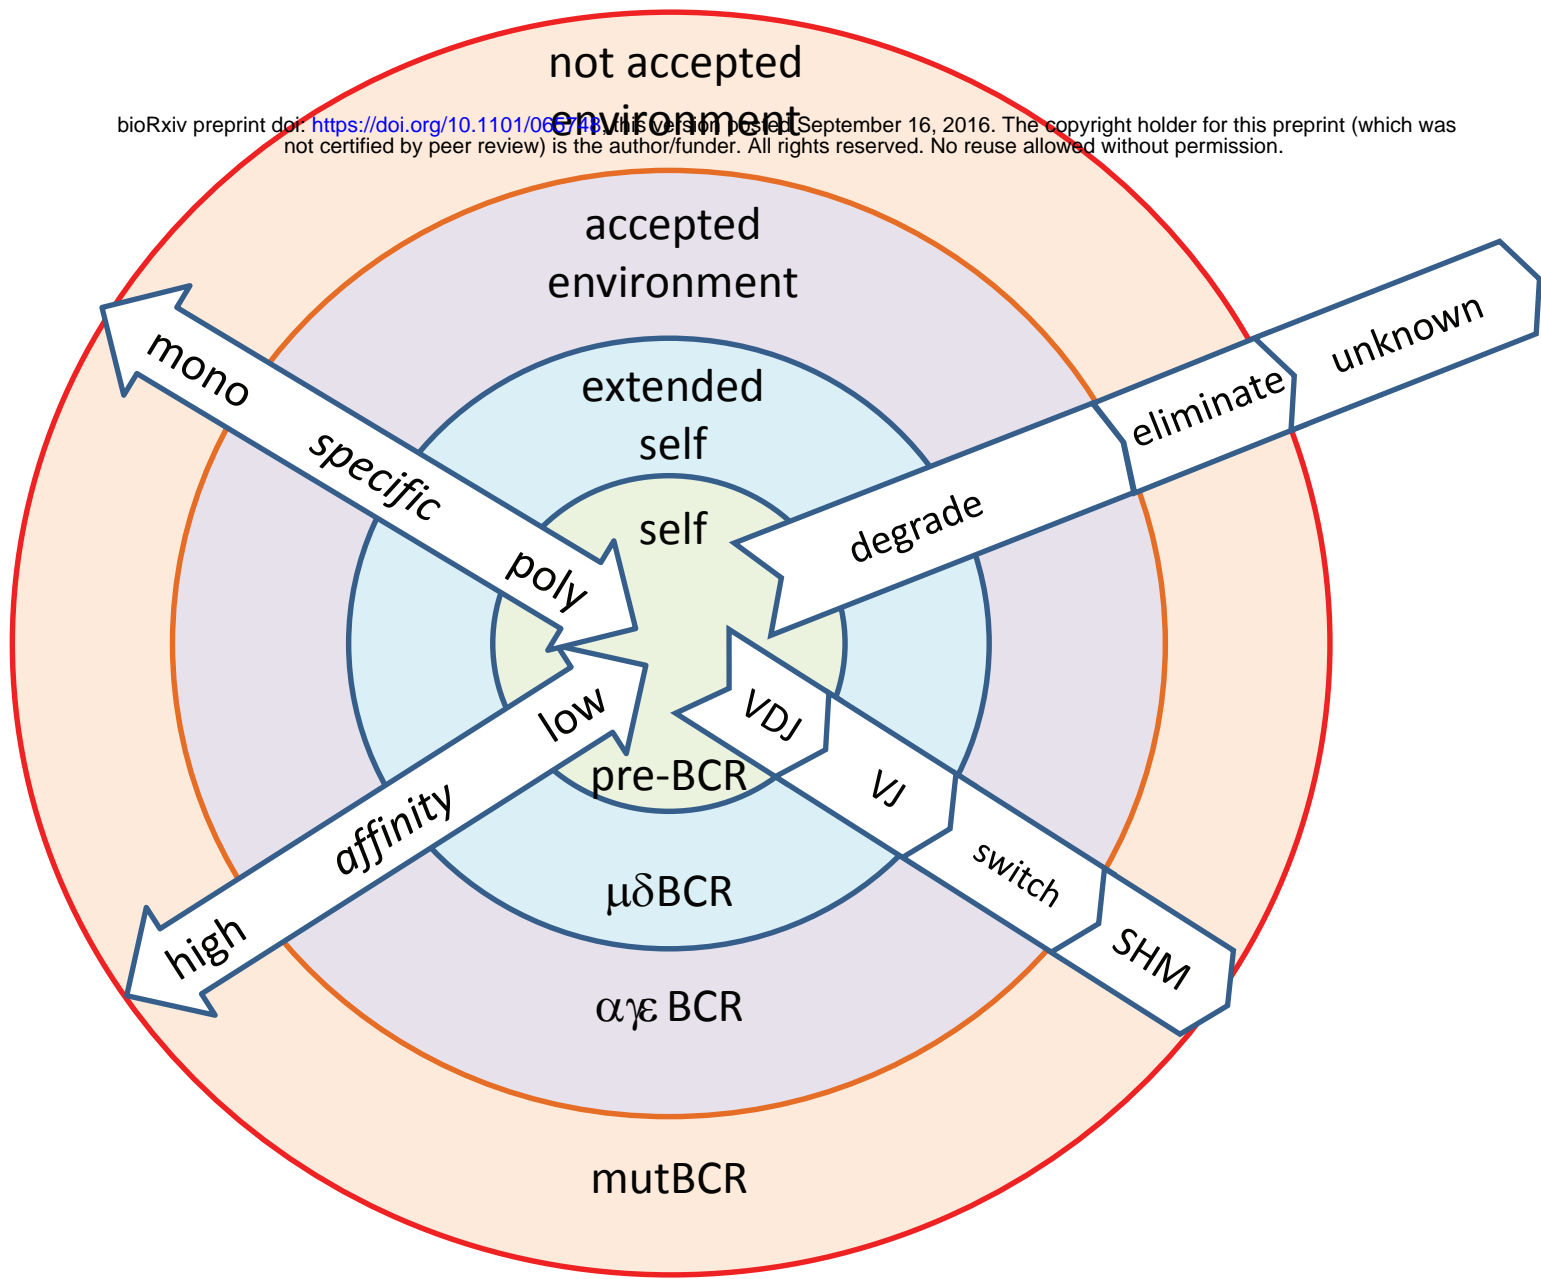 not accepted
environment
bioRxiv preprint doi: https://doi.org/10.1101/065748; this version posted September 16, 2016. The copyright holder for this preprint (which was
not certified by peer review) is the author/funder. All rights reserved. No reuse allowed without permission.
accepted
environment
extended
self
self
mono
specific
poly
degrade
eliminate
unknown
low
affinity
high
VDJ
VJ
switch
SHM
pre-BCR
μδBCR
αγε BCR
mutBCR